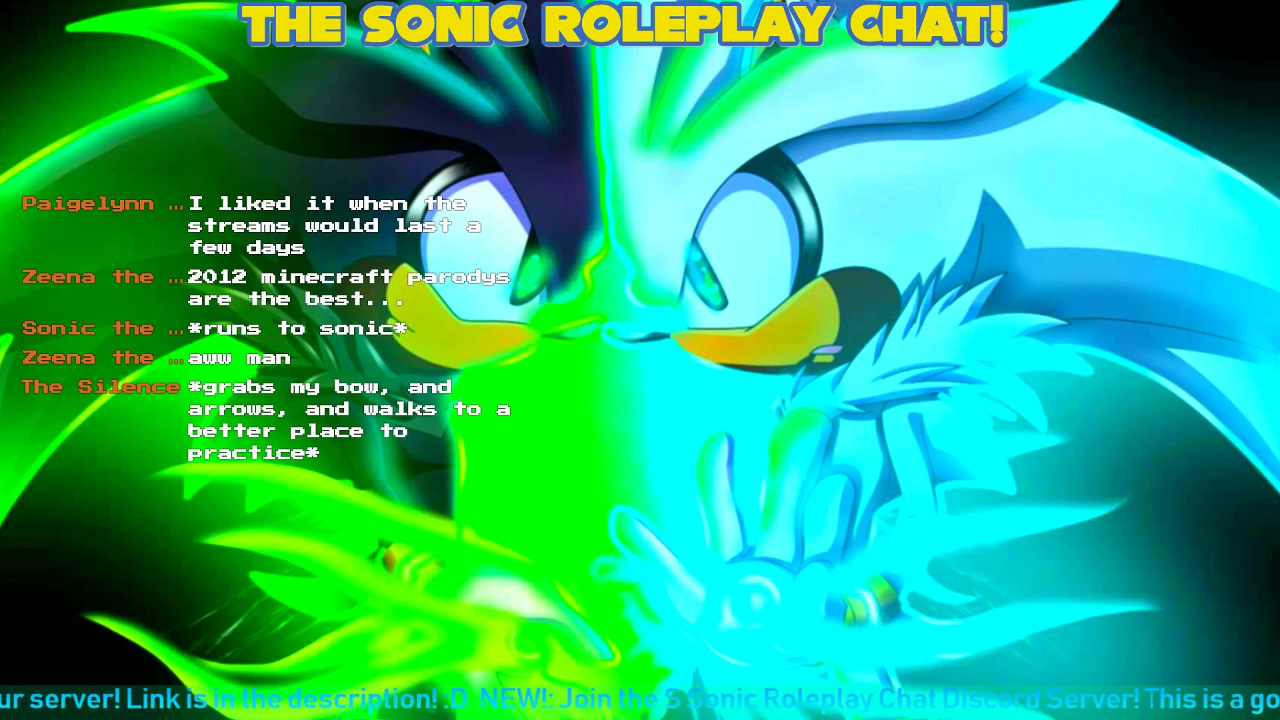 THE SONIC ROLEPLAY CHAT!
Paigelynn ... I liked it when the
streams would last a
few days
Zeena the ... 2012 minecraft parodys
are the best...
Sonic the ... *runs to sonic*
Zeena the ... aww man
The Silence *grabs my bow, and
arrows, and walks to a
better place to
practice*
ur server! Link is in the description! :D NEW!: Join the S Sonic Roleplay Chat Discord Server! This is a go